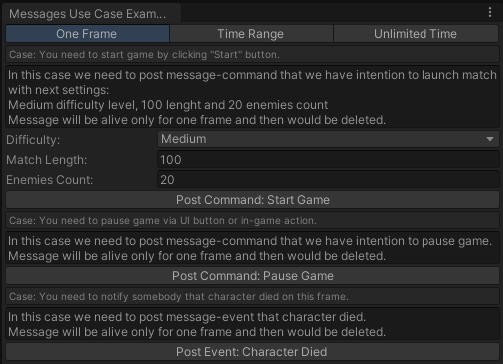 Messages Use Case Exam...
One Frame
Time Range
Unlimited Time
Case: You need to start game by clicking "Start" button.
In this case we need to post message-command that we have intention to launch match
with next settings:
Medium difficulty level, 100 lenght and 20 enemies count
Message will be alive only for one frame and then would be deleted.
Difficulty:
Medium
Match Length:
100
Enemies Count:
20
Post Command: Start Game
Case: You need to pause game via UI button or in-game action.
In this case we need to post message-command that we have intention to pause game.
Message will be alive only for one frame and then would be deleted.
Post Command: Pause Game
Case: You need to notify somebody that character died on this frame.
In this case we need to post message-event that character died.
Message will be alive only for one frame and then would be deleted.
Post Event: Character Died